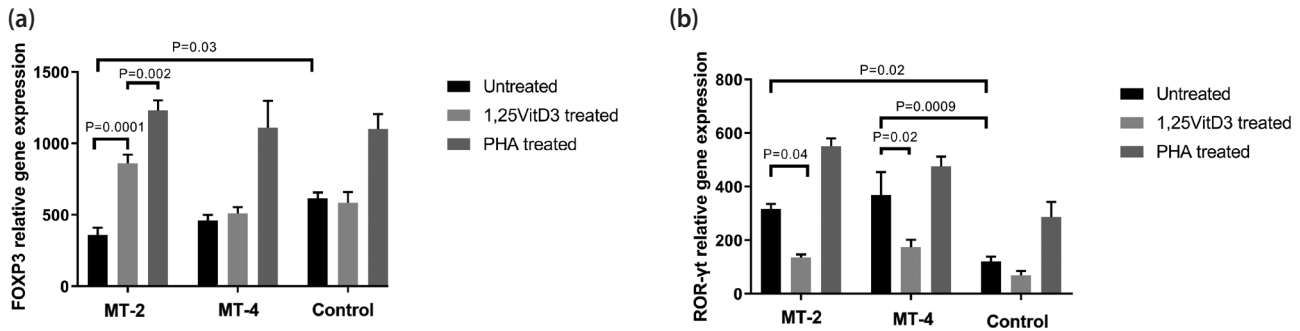 (a)
FOXP3 relative gene expression
1500
1000
500
0
P=0.03
P=0.002
P=0.0001
MT-2
MT-4
Control
Untreated
1,25VitD3 treated
PHA treated
(b)
ROR-γt relative gene expression
800
600
400
200
0
P=0.02
P=0.0009
P=0.04
P=0.02
MT-2
MT-4
Control
Untreated
1,25VitD3 treated
PHA treated